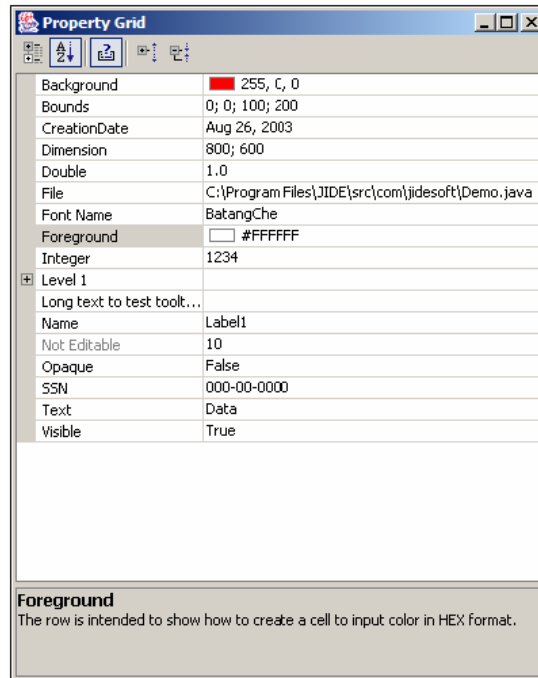 Property Grid
Background 255, 0, 0
Bounds 0; 0; 100; 200
CreationDate Aug 26, 2003
Dimension 800; 600
Double 1.0
File C:\Program Files\JIDE\src\com\jidesoft\Demo.java
Font Name BatangChe
Foreground #FFFFFF
Integer 1234
Level 1
Long text to test toolt...
Name Label1
Not Editable 10
Opaque False
SSN 000-00-0000
Text Data
Visible True
Foreground
The row is intended to show how to create a cell to input color in HEX format.